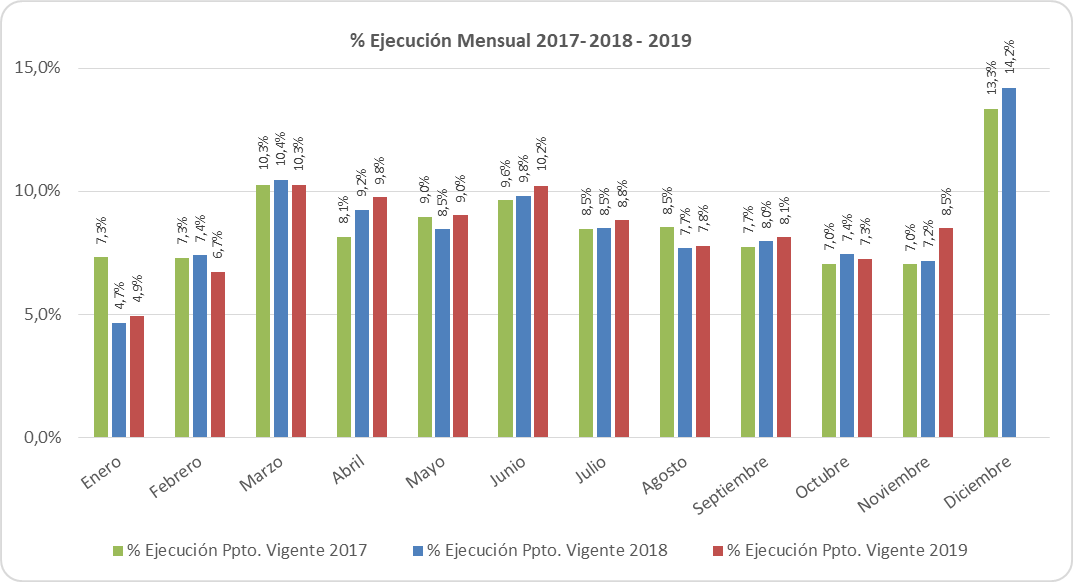 % Ejecución Mensual 2017- 2018 - 2019
15,0%
10,0%
5,0%
0,0%
7,3%
4,7%
4,9%
7,3%
7,4%
6,7%
10,3%
10,4%
10,3%
8,1%
9,2%
9,8%
9,0%
8,5%
9,0%
9,6%
9,8%
10,2%
8,5%
8,5%
8,8%
8,5%
7,7%
7,8%
7,7%
8,0%
8,1%
7,0%
7,4%
7,3%
7,0%
7,2%
8,5%
13,3%
14,2%
Enero
Febrero
Marzo
Abril
Mayo
Junio
Julio
Agosto
Septiembre
Octubre
Noviembre
Diciembre
% Ejecución Ppto. Vigente 2017
% Ejecución Ppto. Vigente 2018
% Ejecución Ppto. Vigente 2019